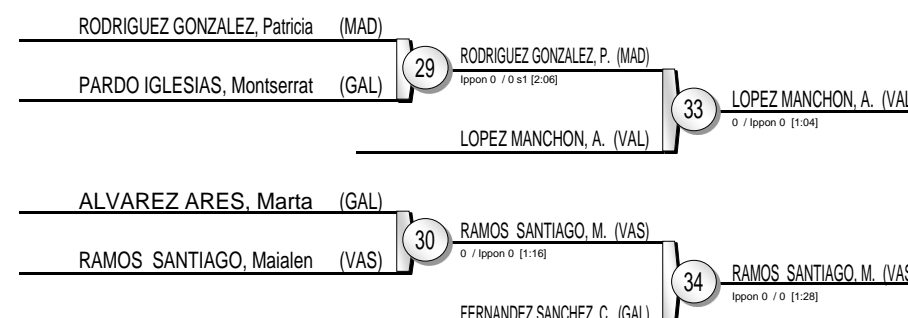 RODRIGUEZ GONZALEZ, Patricia (MAD)
29
RODRIGUEZ GONZALEZ, P. (MAD)
Ippon 0 / 0 s1 [2:06]
PARDO IGLESIAS, Montserrat (GAL)
33
LOPEZ MANCHON, A. (VAL
0 / Ippon 0 [1:04]
LOPEZ MANCHON, A. (VAL)
ALVAREZ ARES, Marta (GAL)
30
RAMOS SANTIAGO, M. (VAS)
0 / Ippon 0 [1:16]
RAMOS SANTIAGO, Maialen (VAS)
34
RAMOS SANTIAGO, M. (VAS
Ippon 0 / 0 [1:28]
FERNANDEZ SANCHEZ, C. (GAL)